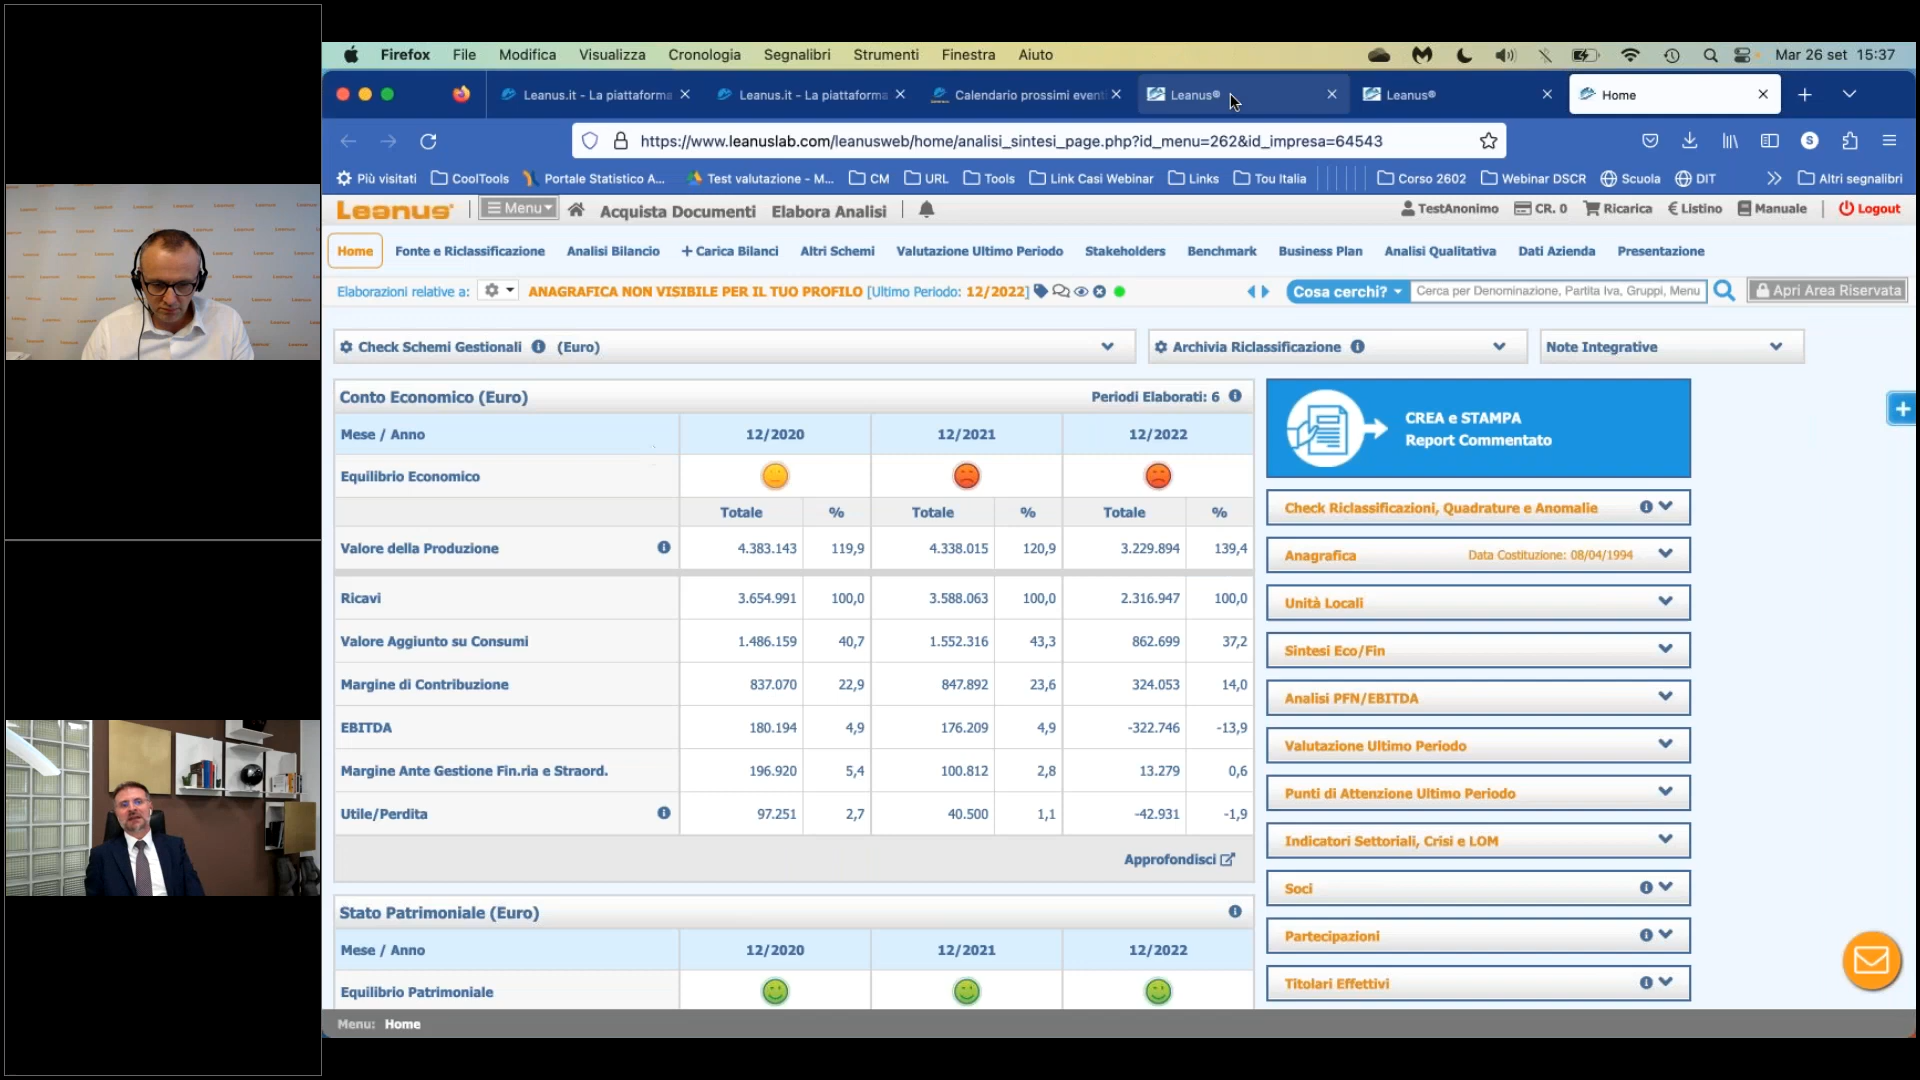 Firefox File Modifica Visualizza Cronologia Segnalibri Strumenti Finestra Aiuto Mar 26 set 15:37
Leanus.it - La piattaforma Leanus.it - La piattaforma Calendario prossimi event Leanus® Leanus® Home
https://www.leanuslab.com/leanusweb/home/analisi_sintesi_page.php?id_menu=262&id_impresa=64543
Più visitati CoolTools Portale Statistico A... Test valutazione - M... CM URL Tools Link Casi Webinar Links Tou Italia Corso 2602 Webinar DSCR Scuola DIT Altri segnalibri
Leanus® Menu Acquista Documenti Elabora Analisi TestAnonimo CR. 0 Ricarica € Listino Manuale Logout
Home Fonte e Riclassificazione Analisi Bilancio + Carica Bilanci Altri Schemi Valutazione Ultimo Periodo Stakeholders Benchmark Business Plan Analisi Qualitativa Dati Azienda Presentazione
Elaborazioni relative a: ANAGRAFICA NON VISIBILE PER IL TUO PROFILO [Ultimo Periodo: 12/2022] Cosa cerchi? Cerca per Denominazione, Partita Iva, Gruppi, Menu Apri Area Riservata
Check Schemi Gestionali (Euro) Archivia Riclassificazione Note Integrative
Conto Economico (Euro) Periodi Elaborati: 6
Mese / Anno 12/2020 12/2021 12/2022
Equilibrio Economico
Totale % Totale % Totale %
Valore della Produzione 4.383.143 119,9 4.338.015 120,9 3.229.894 139,4
Ricavi 3.654.991 100,0 3.588.063 100,0 2.316.947 100,0
Valore Aggiunto su Consumi 1.486.159 40,7 1.552.316 43,3 862.699 37,2
Margine di Contribuzione 837.070 22,9 847.892 23,6 324.053 14,0
EBITDA 180.194 4,9 176.209 4,9 -322.746 -13,9
Margine Ante Gestione Fin.ria e Straord. 196.920 5,4 100.812 2,8 13.279 0,6
Utile/Perdita 97.251 2,7 40.500 1,1 -42.931 -1,9
Approfondisci
Stato Patrimoniale (Euro)
Mese / Anno 12/2020 12/2021 12/2022
Equilibrio Patrimoniale
CREA e STAMPA
Report Commentato
Check Riclassificazioni, Quadrature e Anomalie
Anagrafica Data Costituzione: 08/04/1994
Unità Locali
Sintesi Eco/Fin
Analisi PFN/EBITDA
Valutazione Ultimo Periodo
Punti di Attenzione Ultimo Periodo
Indicatori Settoriali, Crisi e LOM
Soci
Partecipazioni
Titolari Effettivi
Menu: Home